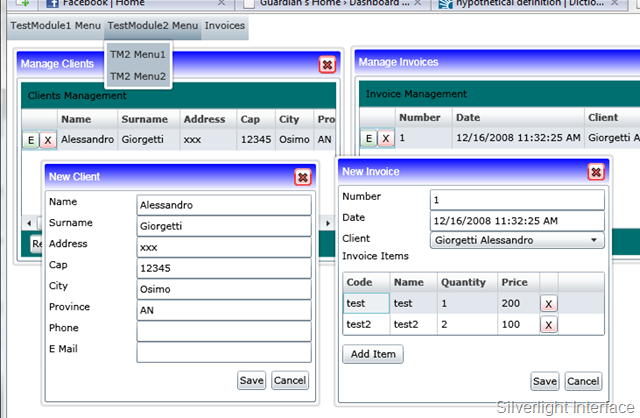 Facebook | Home
Guardian's Home › Dashboard ...
hypothetical definition | Diction...
TestModule1 Menu TestModule2 Menu Invoices
TM2 Menu1
TM2 Menu2
Manage Clients
Clients Management
Name Surname Address Cap City Pro
E X Alessandro Giorgetti xxx 12345 Osimo AN
Re
Manage Invoices
Invoice Management
Number Date Client
E X 1 12/16/2008 11:32:25 AM Giorgetti A
New Client
Name Alessandro
Surname Giorgetti
Address xxx
Cap 12345
City Osimo
Province AN
Phone
E Mail
Save Cancel
New Invoice
Number 1
Date 12/16/2008 11:32:25 AM
Client Giorgetti Alessandro
Invoice Items
Code Name Quantity Price
test test 1 200 X
test2 test2 2 100 X
Add Item
Save Cancel
Silverlight Interface